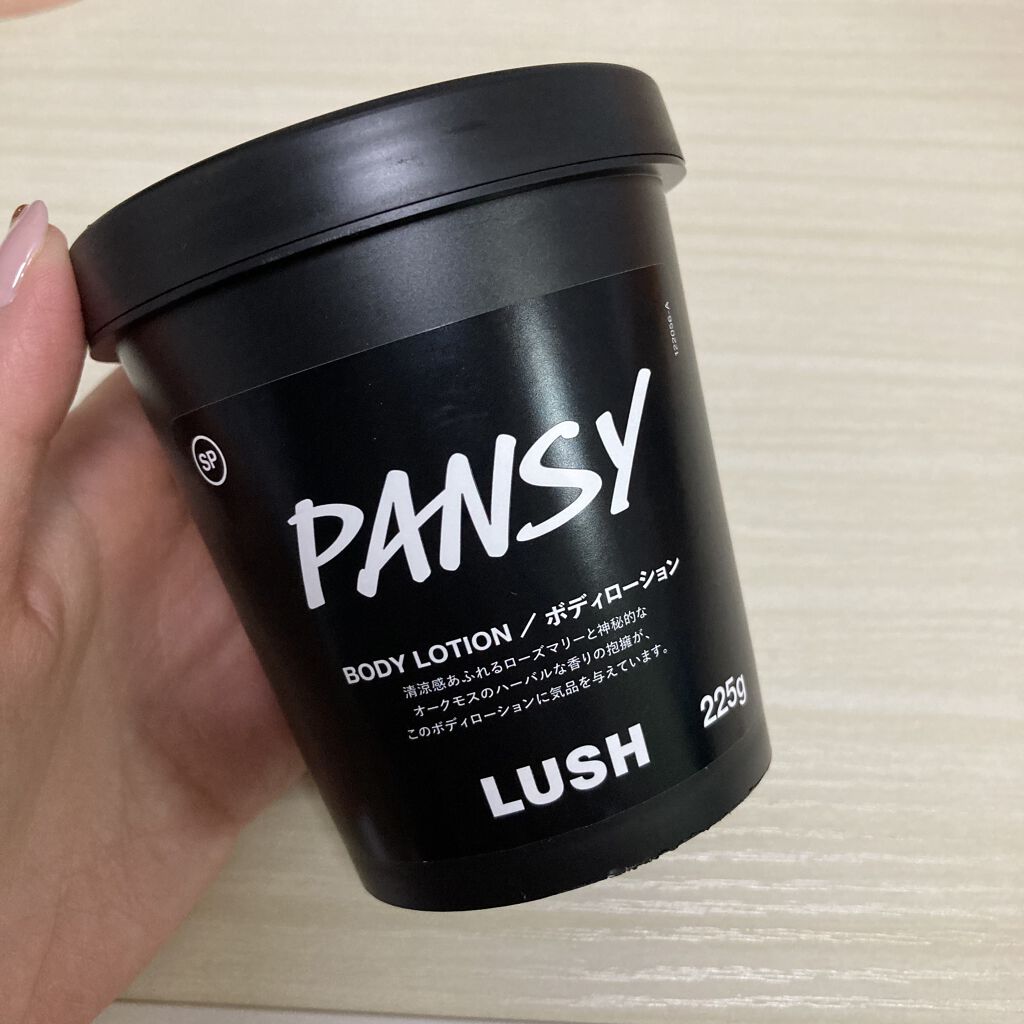 122058-A
SP
PANSY
BODY LOTION / ボディローション
清涼感あふれるローズマリーと神秘的な
オークモスのハーバルな香りの抱擁が、
このボディローションに気品を与えています。
225g
LUSH